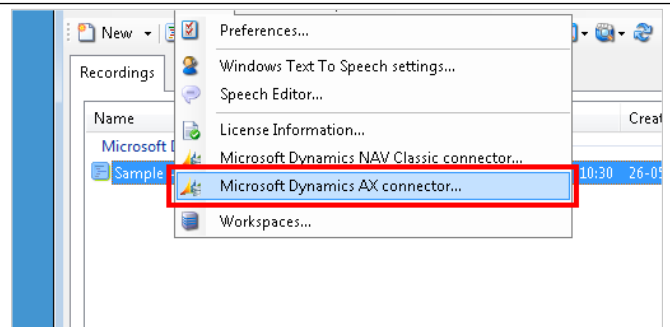 New
Preferences...
Recordings
Windows Text To Speech settings...
Speech Editor...
Name
Creat
License Information...
Microsoft
Microsoft Dynamics NAV Classic connector...
Sample
10:30 26-05
Microsoft Dynamics AX connector...
Workspaces...